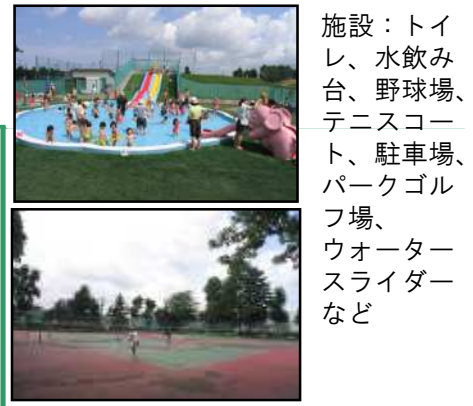 施設：トイ
レ、水飲み
台、野球場、
テニスコー
ト、駐車場、
パークゴル
フ場、
ウォーター
スライダー
など